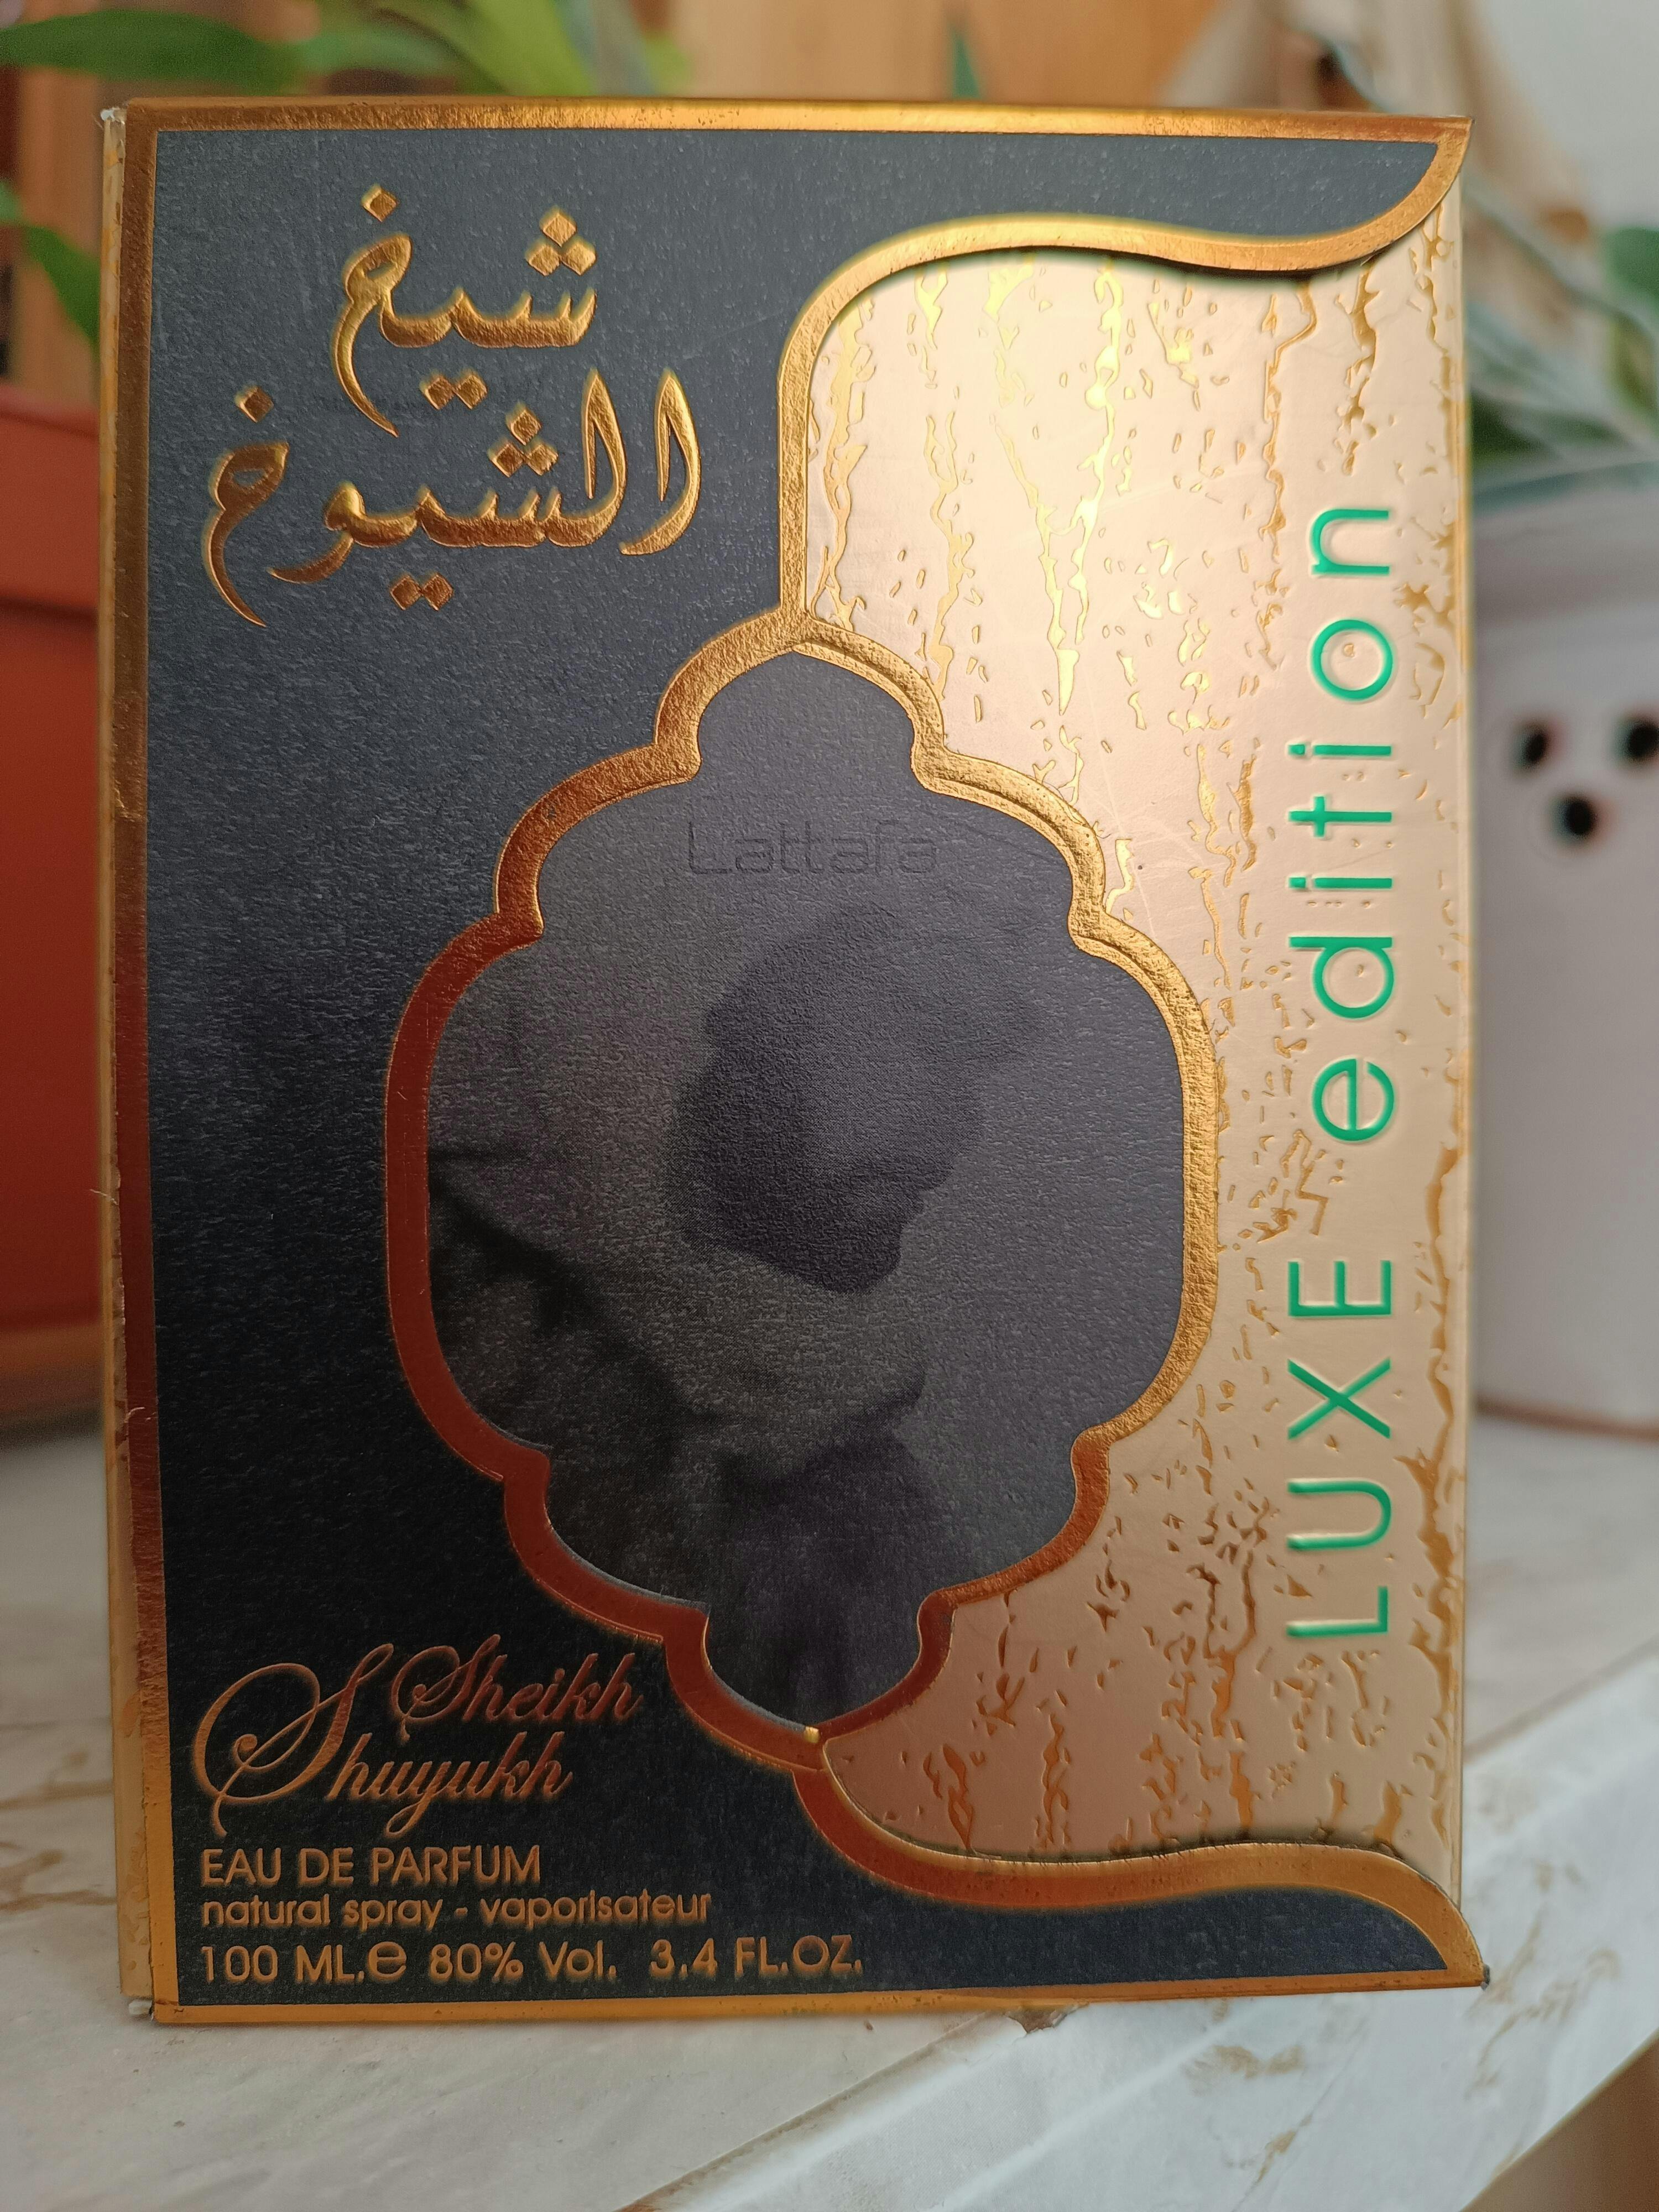 شيخ
الشيوخ
Lattafa
LUXE edition
Sheikh
Shuyukh
EAU DE PARFUM
natural spray - vaporisateur
100 ML.e 80% Vol. 3.4 FL.OZ.